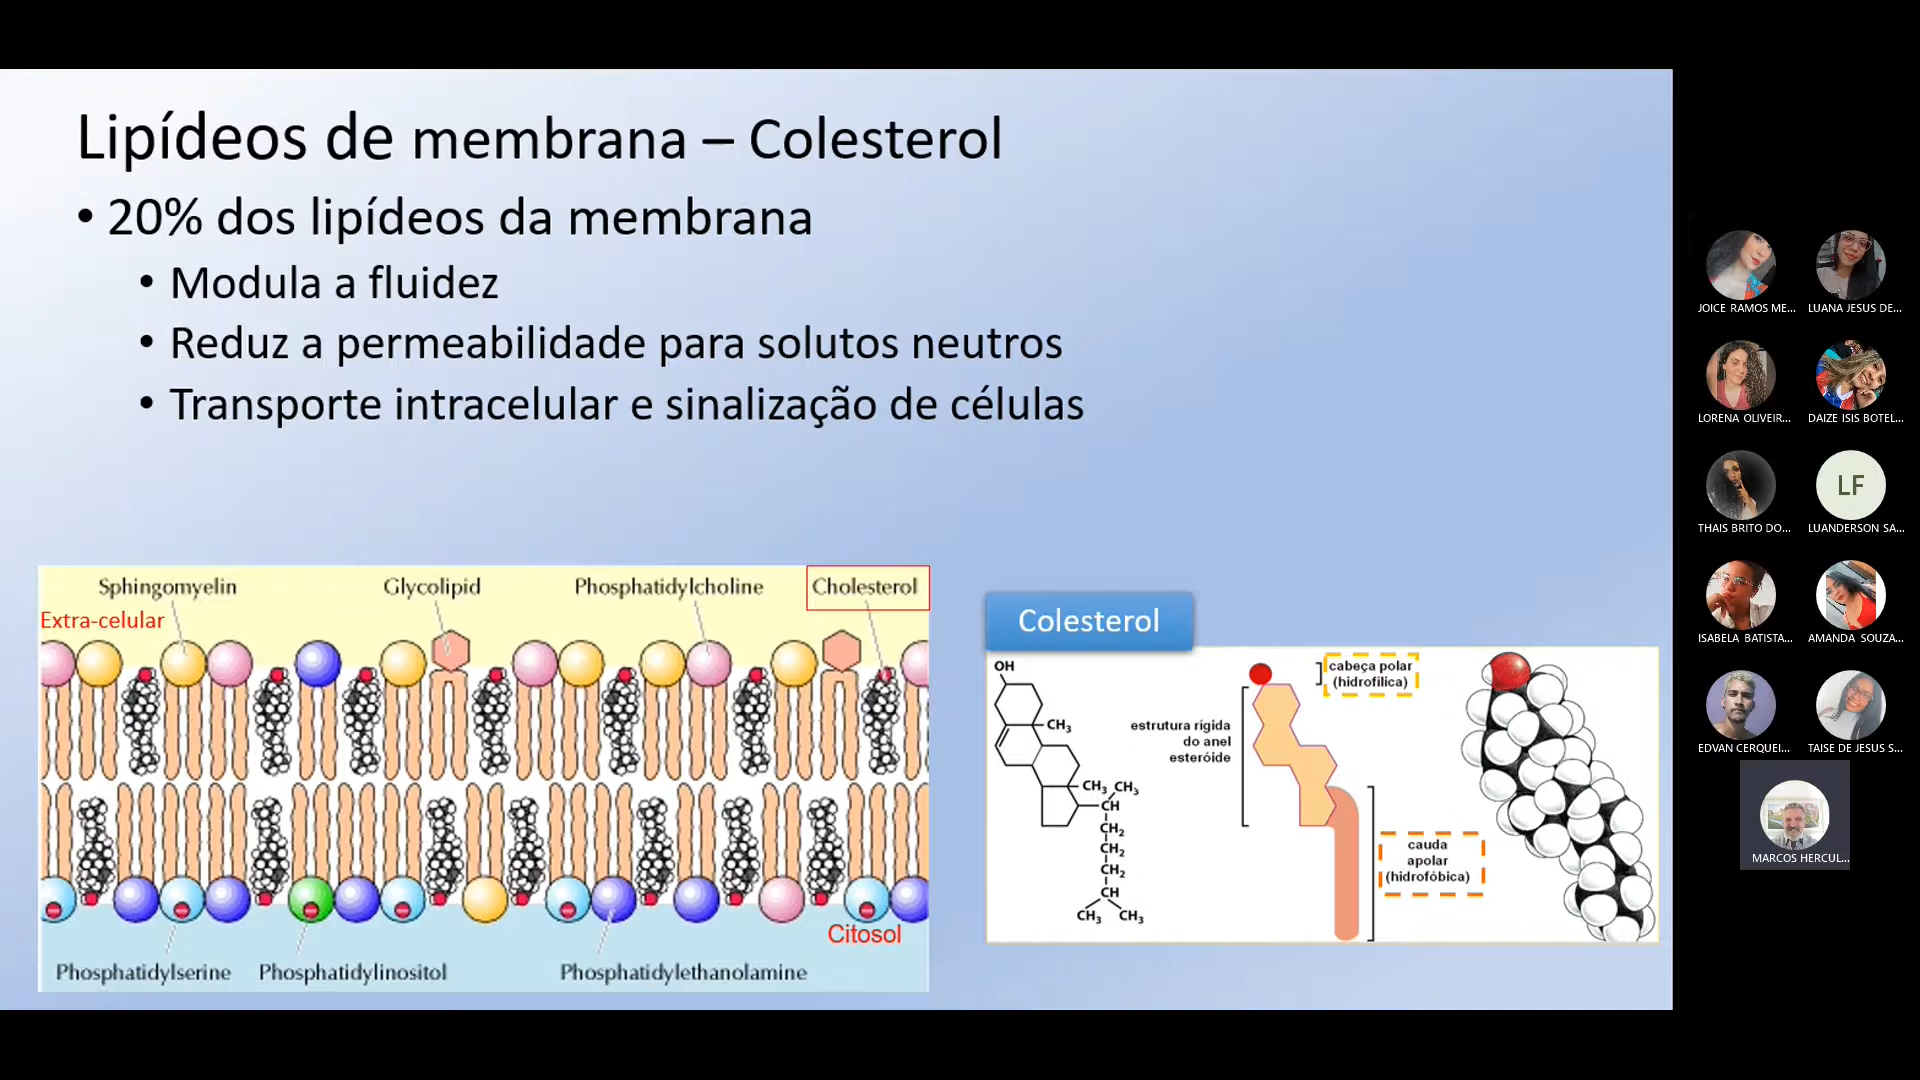 Lipídeos de membrana – Colesterol
• 20% dos lipídeos da membrana
• Modula a fluidez
• Reduz a permeabilidade para solutos neutros
• Transporte intracelular e sinalização de células
Sphingomyelin Glycolipid Phosphatidylcholine Cholesterol
Extra-celular
Citosol
Phosphatidylserine Phosphatidylinositol Phosphatidylethanolamine
Colesterol
OH
CH3
CH3 CH3
CH
CH2
CH2
CH2
CH
CH3 CH3
cabeça polar
(hidrofílica)
estrutura rígida
do anel
esteróide
cauda
apolar
(hidrofóbica)
JOICE RAMOS ME... LUANA JESUS DE...
LORENA OLIVEIR... DAIZE ISIS BOTEL...
THAIS BRITO DO... LF LUANDERSON SA...
ISABELA BATISTA... AMANDA SOUZA...
EDVAN CERQUEI... TAISE DE JESUS S...
MARCOS HERCUL...